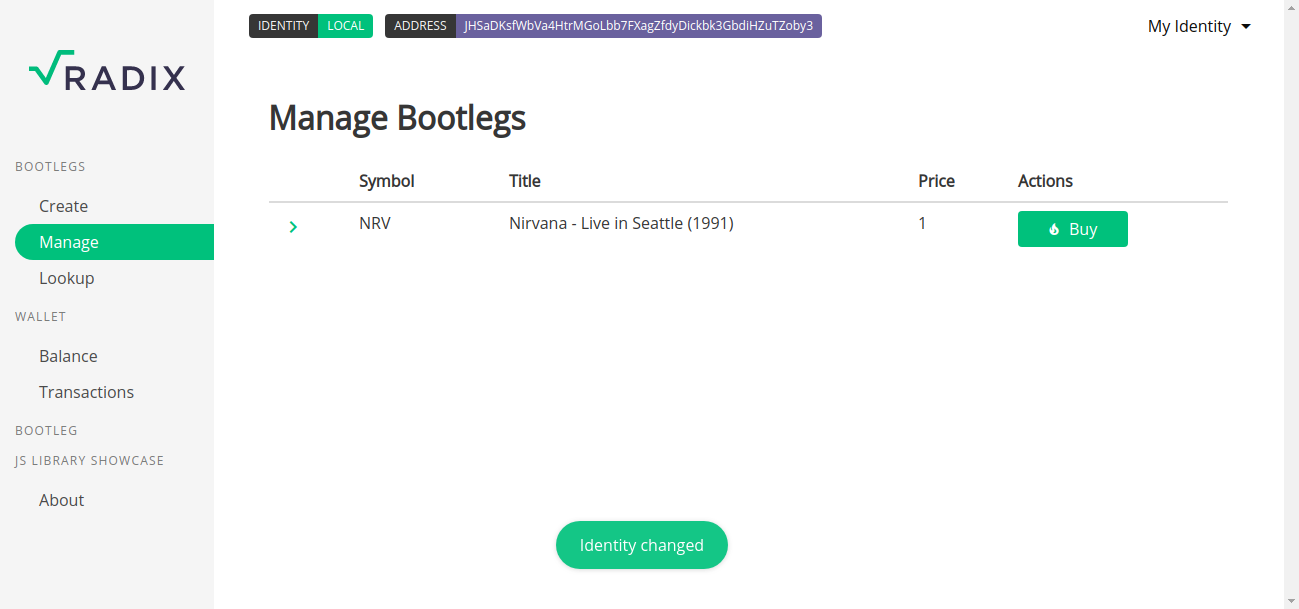 IDENTITY LOCAL ADDRESS JHSaDKsfWbVa4HtrMGoLbb7FXagZfdyDickbk3GbdiHZuTZoby3 My Identity
RADIX
Manage Bootlegs
BOOTLEGS
Create
Manage
Lookup
WALLET
Balance
Transactions
BOOTLEG
JS LIBRARY SHOWCASE
About
Symbol Title Price Actions
NRV Nirvana - Live in Seattle (1991) 1 Buy
Identity changed